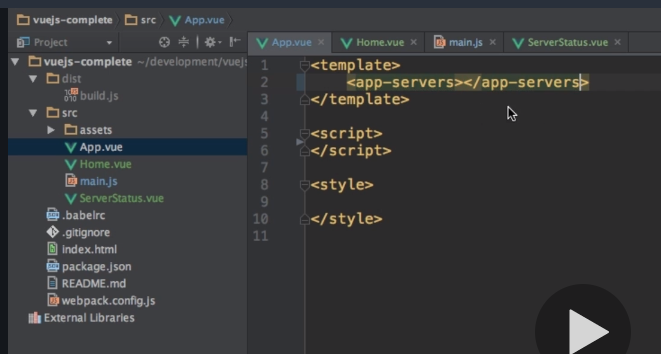 vuejs-complete src App.vue
Project
App.vue Home.vue main.js ServerStatus.vue
vuejs-complete ~/development/vuejs
dist
build.js
src
assets
App.vue
Home.vue
main.js
ServerStatus.vue
.babelrc
.gitignore
index.html
package.json
README.md
webpack.config.js
External Libraries
1 <template>
2 <app-servers></app-servers>
3 </template>
4
5 <script>
6 </script>
7
8 <style>
9
10 </style>
11